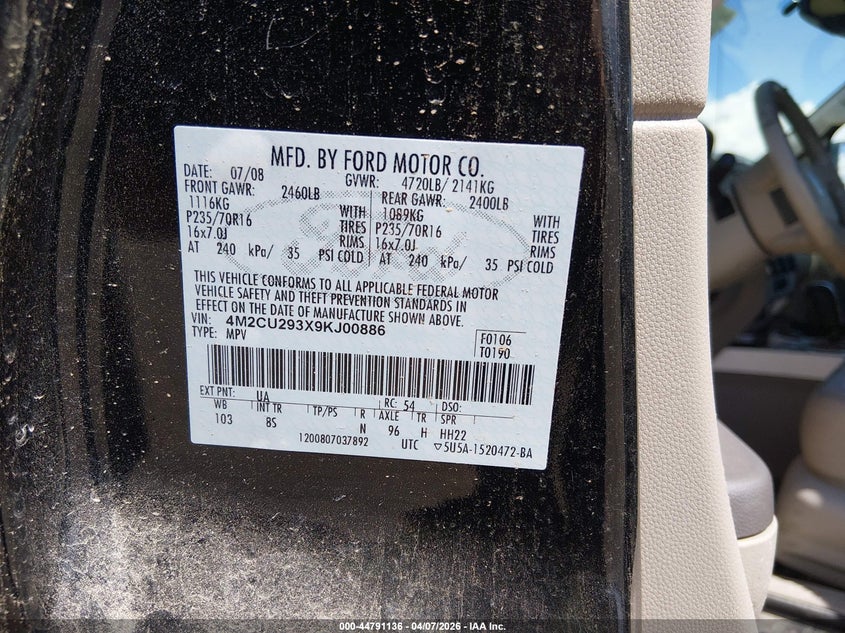 MFD. BY FORD MOTOR CO.
DATE: 07/08 GVWR: 4720LB/ 2141KG
FRONT GAWR: 2460LB REAR GAWR: 2400LB
1116KG WITH 1089KG WITH
P235/70R16 TIRES P235/70R16 TIRES
16x7.0J RIMS 16x7.0J RIMS
AT 240 kPa/ 35 PSI COLD AT 240 kPa/ 35 PSI COLD
THIS VEHICLE CONFORMS TO ALL APPLICABLE FEDERAL MOTOR
VEHICLE SAFETY AND THEFT PREVENTION STANDARDS IN
EFFECT ON THE DATE OF MANUFACTURE SHOWN ABOVE.
VIN: 4M2CU293X9KJ00886
TYPE: MPV F0106
T0190
EXT PNT: UA RC: 54 DSO:
WB INT TR TP/PS R AXLE TR SPR
103 BS N 96 H HH22
1200807037892 UTC ▽5U5A-1520472-BA
Ford
000-44791136 - 04/07/2026 - IAA Inc.